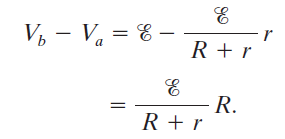 V_b − V_a = ℰ − ℰ/(R + r) r
= ℰ/(R + r) R.